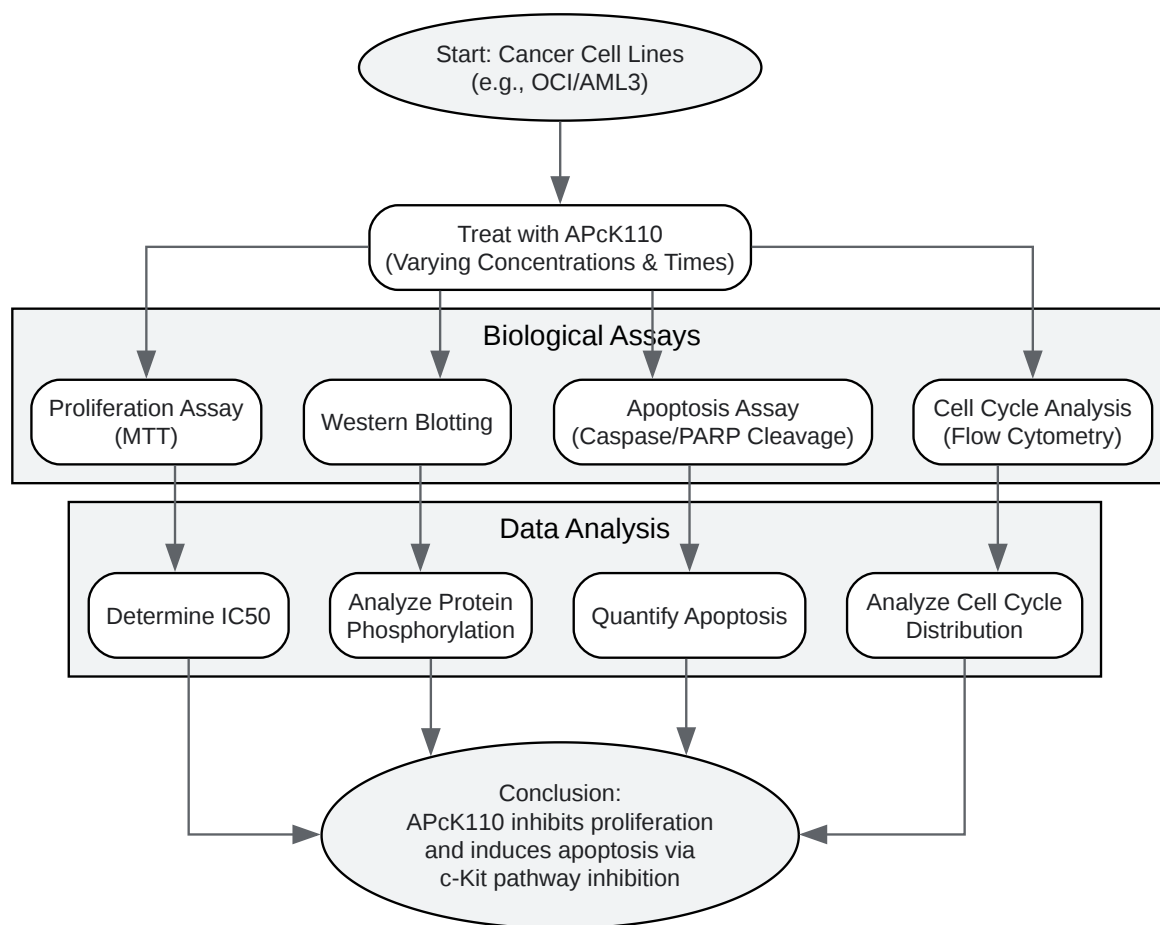 Start: Cancer Cell Lines
(e.g., OCI/AML3)
Treat with APcK110
(Varying Concentrations & Times)
Biological Assays
Proliferation Assay
(MTT)
Western Blotting
Apoptosis Assay
(Caspase/PARP Cleavage)
Cell Cycle Analysis
(Flow Cytometry)
Data Analysis
Determine IC50
Analyze Protein
Phosphorylation
Quantify Apoptosis
Analyze Cell Cycle
Distribution
Conclusion:
APcK110 inhibits proliferation
and induces apoptosis via
c-Kit pathway inhibition